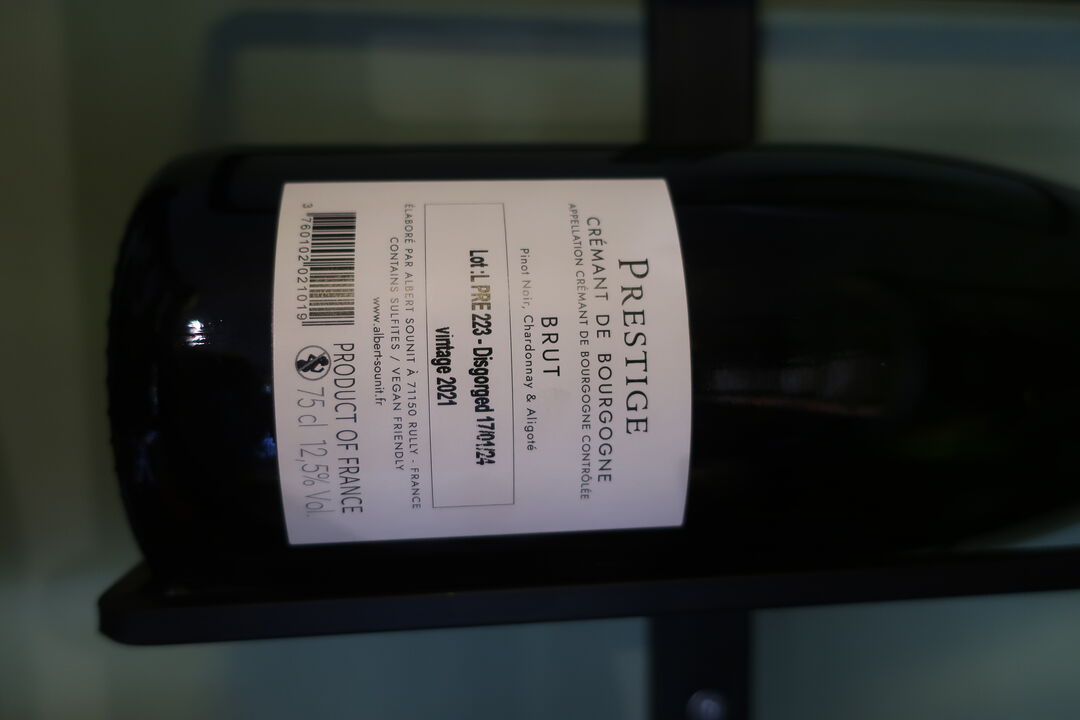 PRESTIGE
CRÉMANT DE BOURGOGNE
APPELLATION CRÉMANT DE BOURGOGNE CONTRÔLÉE
BRUT
Pinot Noir, Chardonnay & Aligoté
Lot :L PRE 223 - Disgorged 17/01/24
vintage 2021
ÉLABORÉ PAR ALBERT SOUNIT À 71150 RULLY - FRANCE
CONTAINS SULFITES / VEGAN FRIENDLY
www.albert-sounit.fr
3 760102 021019
PRODUCT OF FRANCE
75 cl 12,5% Vol.